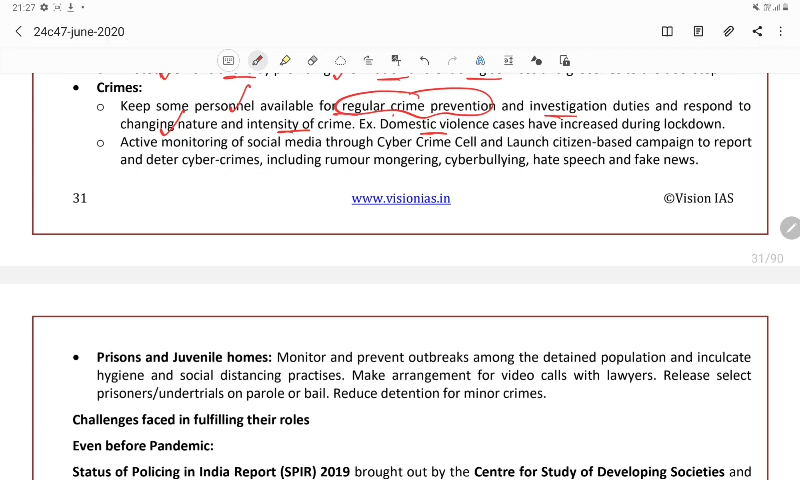 21:27
24c47-june-2020
• Crimes:
o Keep some personnel available for regular crime prevention and investigation duties and respond to
changing nature and intensity of crime. Ex. Domestic violence cases have increased during lockdown.
o Active monitoring of social media through Cyber Crime Cell and Launch citizen-based campaign to report
and deter cyber-crimes, including rumour mongering, cyberbullying, hate speech and fake news.
31 www.visionias.in ©Vision IAS
31/90
• Prisons and Juvenile homes: Monitor and prevent outbreaks among the detained population and inculcate
hygiene and social distancing practises. Make arrangement for video calls with lawyers. Release select
prisoners/undertrials on parole or bail. Reduce detention for minor crimes.
Challenges faced in fulfilling their roles
Even before Pandemic:
Status of Policing in India Report (SPIR) 2019 brought out by the Centre for Study of Developing Societies and